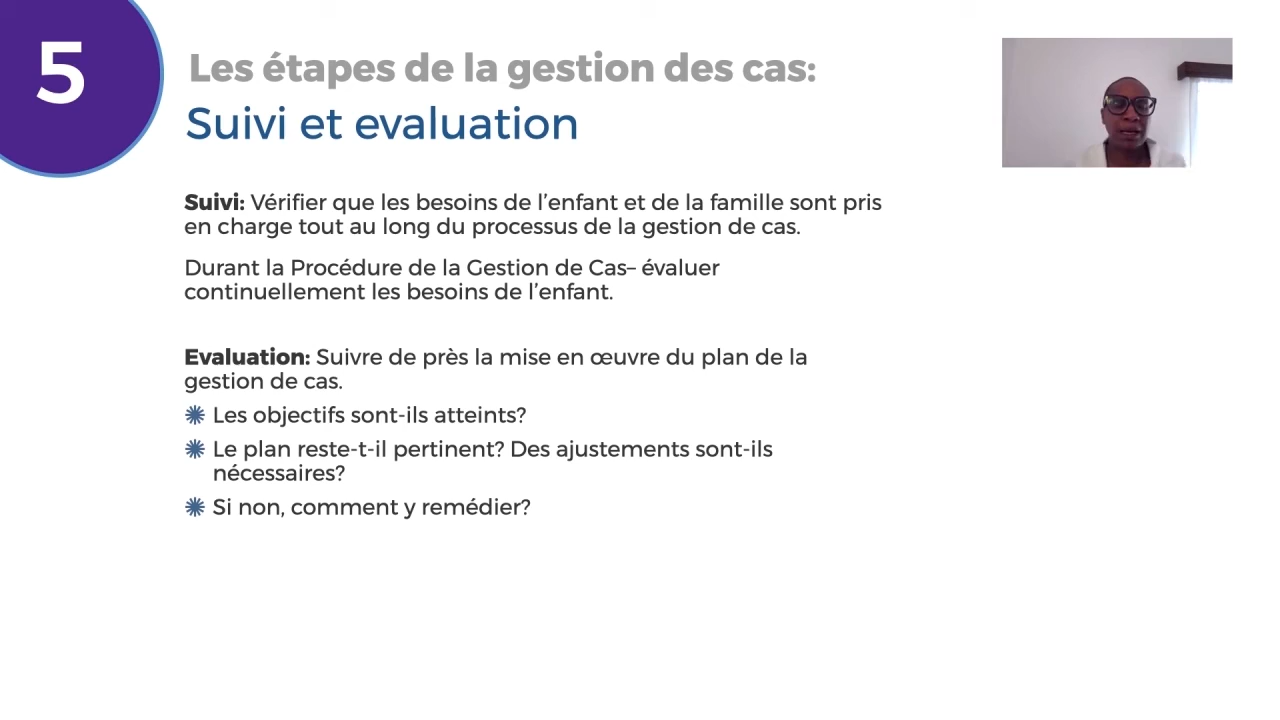 5
Les étapes de la gestion des cas:
Suivi et evaluation
Suivi: Vérifier que les besoins de l’enfant et de la famille sont pris
en charge tout au long du processus de la gestion de cas.
Durant la Procédure de la Gestion de Cas– évaluer
continuellement les besoins de l’enfant.
Evaluation: Suivre de près la mise en œuvre du plan de la
gestion de cas.
Les objectifs sont-ils atteints?
Le plan reste-t-il pertinent? Des ajustements sont-ils
nécessaires?
Si non, comment y remédier?